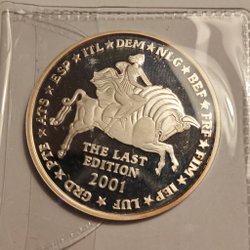 GRD • PTE • ATS • ESP • ITL • DEM • NLG • BEF • FRF • FIM • IEP • LUF •
THE LAST
EDITION
2001